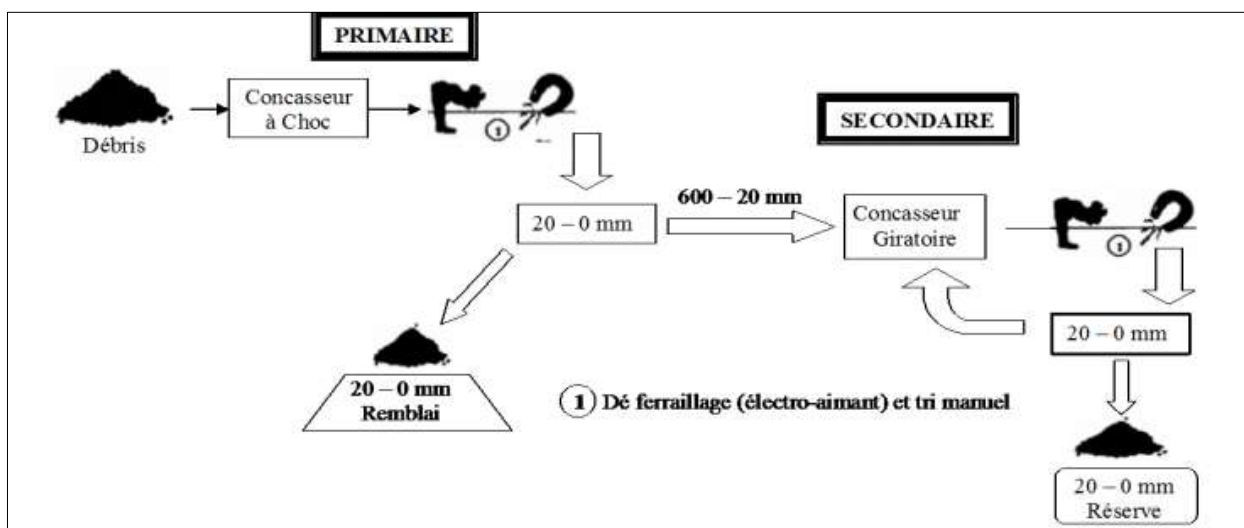 PRIMAIRE
Débris
Concasseur
à Choc
1
20 – 0 mm
600 – 20 mm
20 – 0 mm
Remblai
SECONDAIRE
Concasseur
Giratoire
1
20 – 0 mm
20 – 0 mm
Réserve
1 Dé ferraillage (électro-aimant) et tri manuel